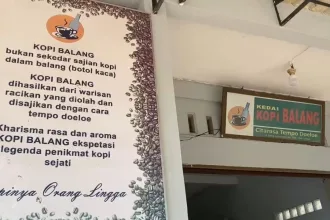 KOPI BALANG
bukan sekedar sajian kopi
dalam balang (botol kaca)
KOPI BALANG
dihasilkan dari warisan
racikan yang diolah dan
disajikan dengan cara
tempo doeloe
Kharisma rasa dan aroma
KOPI BALANG ekspetasi
legenda penikmat kopi
sejati
pinya Orang Lingga
KEDAI
KOPI BALANG
Citarasa Tempo Doeloe